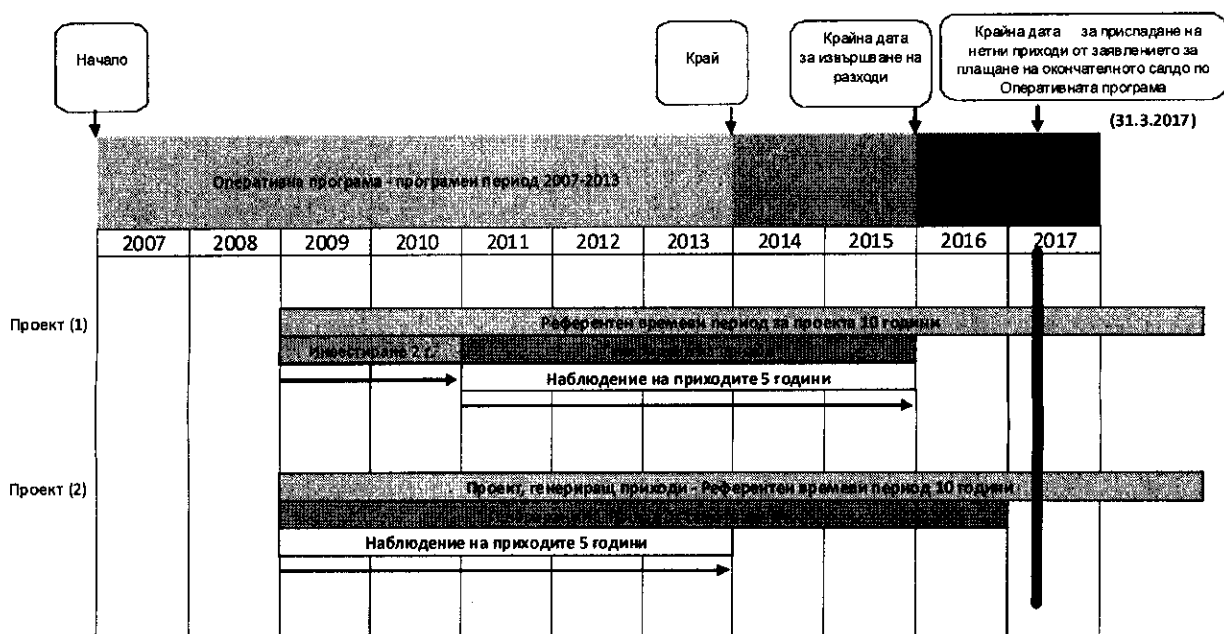 Начало
Край
Крайна дата
за извършване на
разходи
Крайна дата за приспадане на
нетни приходи от заявлението за
плащане на окончателното салдо по
Оперативната програма
(31.3.2017)
Оперативна програма - програмен период 2007-2013
2007 2008 2009 2010 2011 2012 2013 2014 2015 2016 2017
Проект (1)
Референтен времеви период за проекта 10 години
Инвестиране 2 г.
Наблюдение на приходите 5 години
Проект (2)
Проект, генериращ приходи - Референтен времеви период 10 години
Наблюдение на приходите 5 години